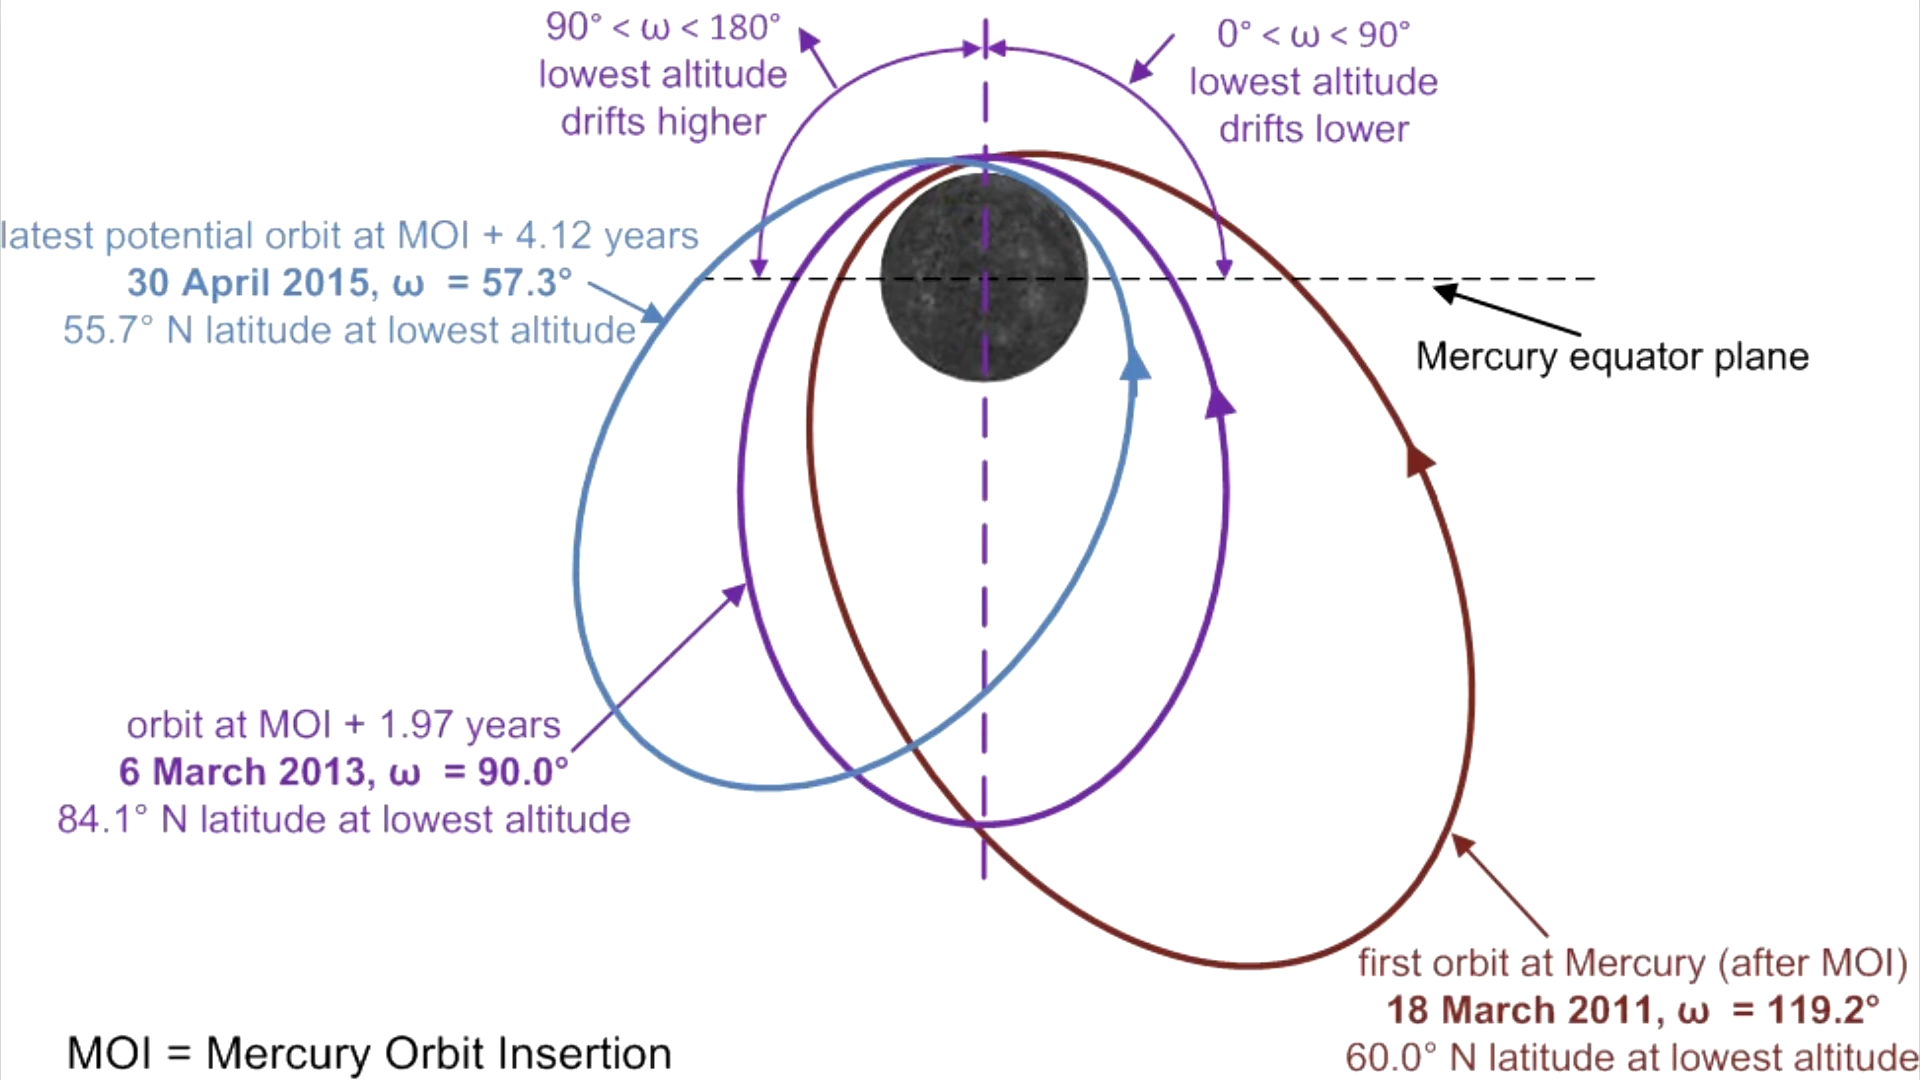 90° < ω < 180°
lowest altitude
drifts higher
0° < ω < 90°
lowest altitude
drifts lower
latest potential orbit at MOI + 4.12 years
30 April 2015, ω = 57.3°
55.7° N latitude at lowest altitude
Mercury equator plane
orbit at MOI + 1.97 years
6 March 2013, ω = 90.0°
84.1° N latitude at lowest altitude
first orbit at Mercury (after MOI)
18 March 2011, ω = 119.2°
60.0° N latitude at lowest altitude
MOI = Mercury Orbit Insertion